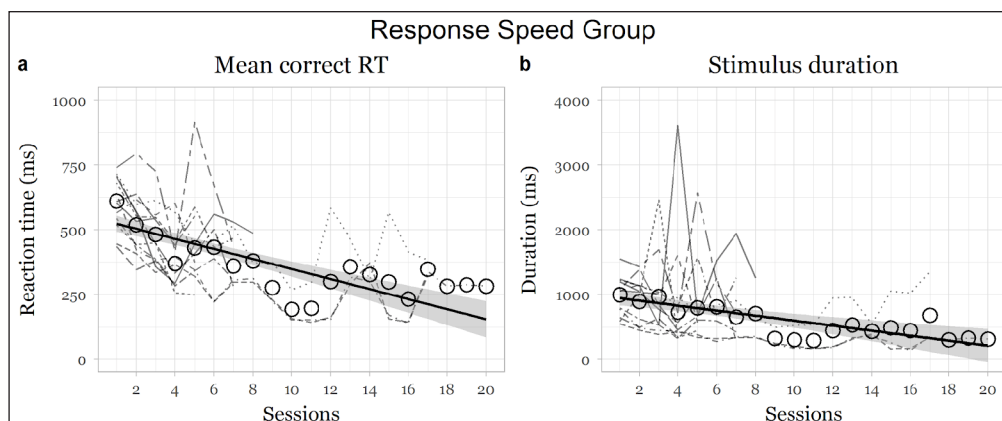 Response Speed Group
a Mean correct RT
Reaction time (ms)
1000
750
500
250
0
2 4 6 8 10 12 14 16 18 20
Sessions
b Stimulus duration
Duration (ms)
4000
3000
2000
1000
0
2 4 6 8 10 12 14 16 18 20
Sessions